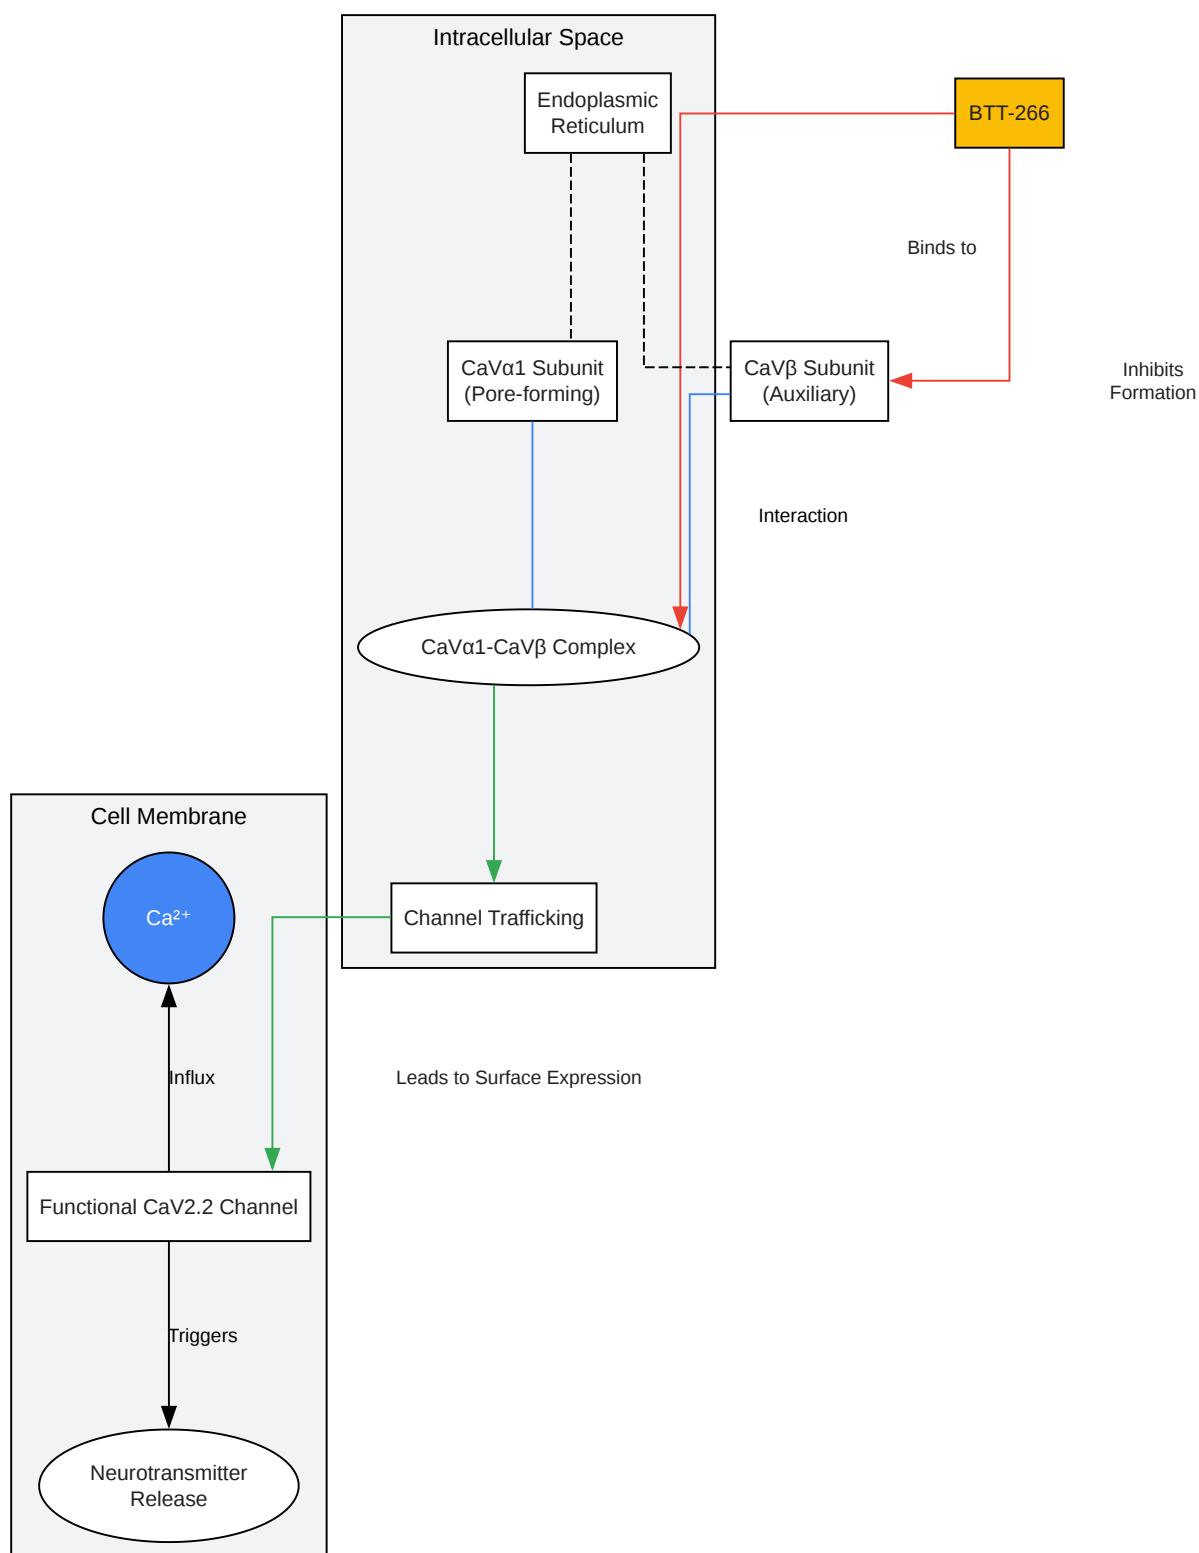 Intracellular Space
Endoplasmic
Reticulum
BTT-266
Binds to
CaVα1 Subunit
(Pore-forming)
CaVβ Subunit
(Auxiliary)
Inhibits
Formation
Interaction
CaVα1-CaVβ Complex
Cell Membrane
Ca²⁺
Channel Trafficking
Influx
Leads to Surface Expression
Functional CaV2.2 Channel
Triggers
Neurotransmitter
Release